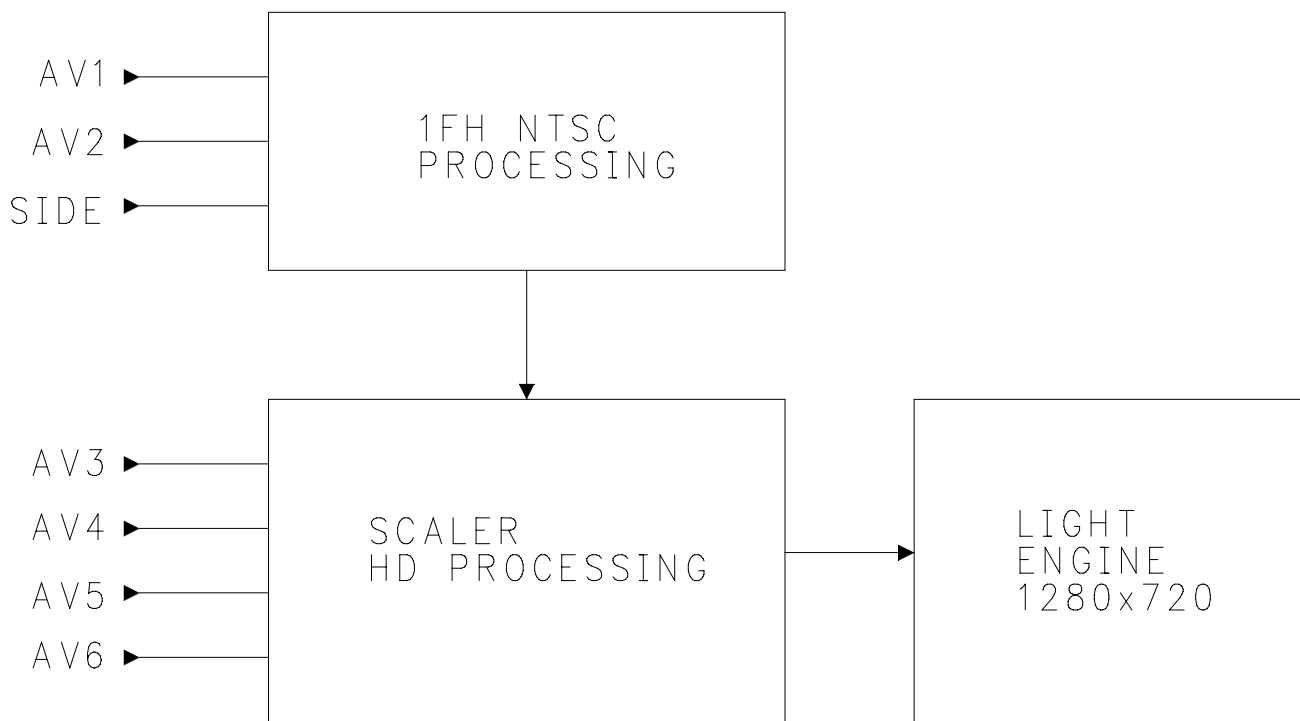 AV1
AV2
SIDE
1FH NTSC
PROCESSING
AV3
AV4
AV5
AV6
SCALER
HD PROCESSING
LIGHT
ENGINE
1280x720